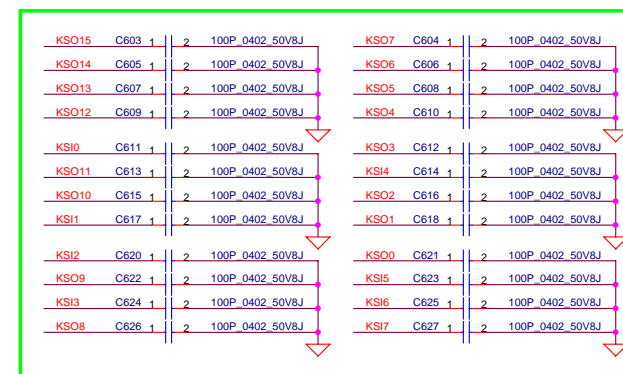 KSO15 C603 1 2 100P_0402_50V8J KSO7 C604 1 2 100P_0402_50V8J
KSO14 C605 1 2 100P_0402_50V8J KSO6 C606 1 2 100P_0402_50V8J
KSO13 C607 1 2 100P_0402_50V8J KSO5 C608 1 2 100P_0402_50V8J
KSO12 C609 1 2 100P_0402_50V8J KSO4 C610 1 2 100P_0402_50V8J
KSI0 C611 1 2 100P_0402_50V8J KSO3 C612 1 2 100P_0402_50V8J
KSO11 C613 1 2 100P_0402_50V8J KSI4 C614 1 2 100P_0402_50V8J
KSO10 C615 1 2 100P_0402_50V8J KSO2 C616 1 2 100P_0402_50V8J
KSI1 C617 1 2 100P_0402_50V8J KSO1 C618 1 2 100P_0402_50V8J
KSI2 C620 1 2 100P_0402_50V8J KSO0 C621 1 2 100P_0402_50V8J
KSO9 C622 1 2 100P_0402_50V8J KSI5 C623 1 2 100P_0402_50V8J
KSI3 C624 1 2 100P_0402_50V8J KSI6 C625 1 2 100P_0402_50V8J
KSO8 C626 1 2 100P_0402_50V8J KSI7 C627 1 2 100P_0402_50V8J